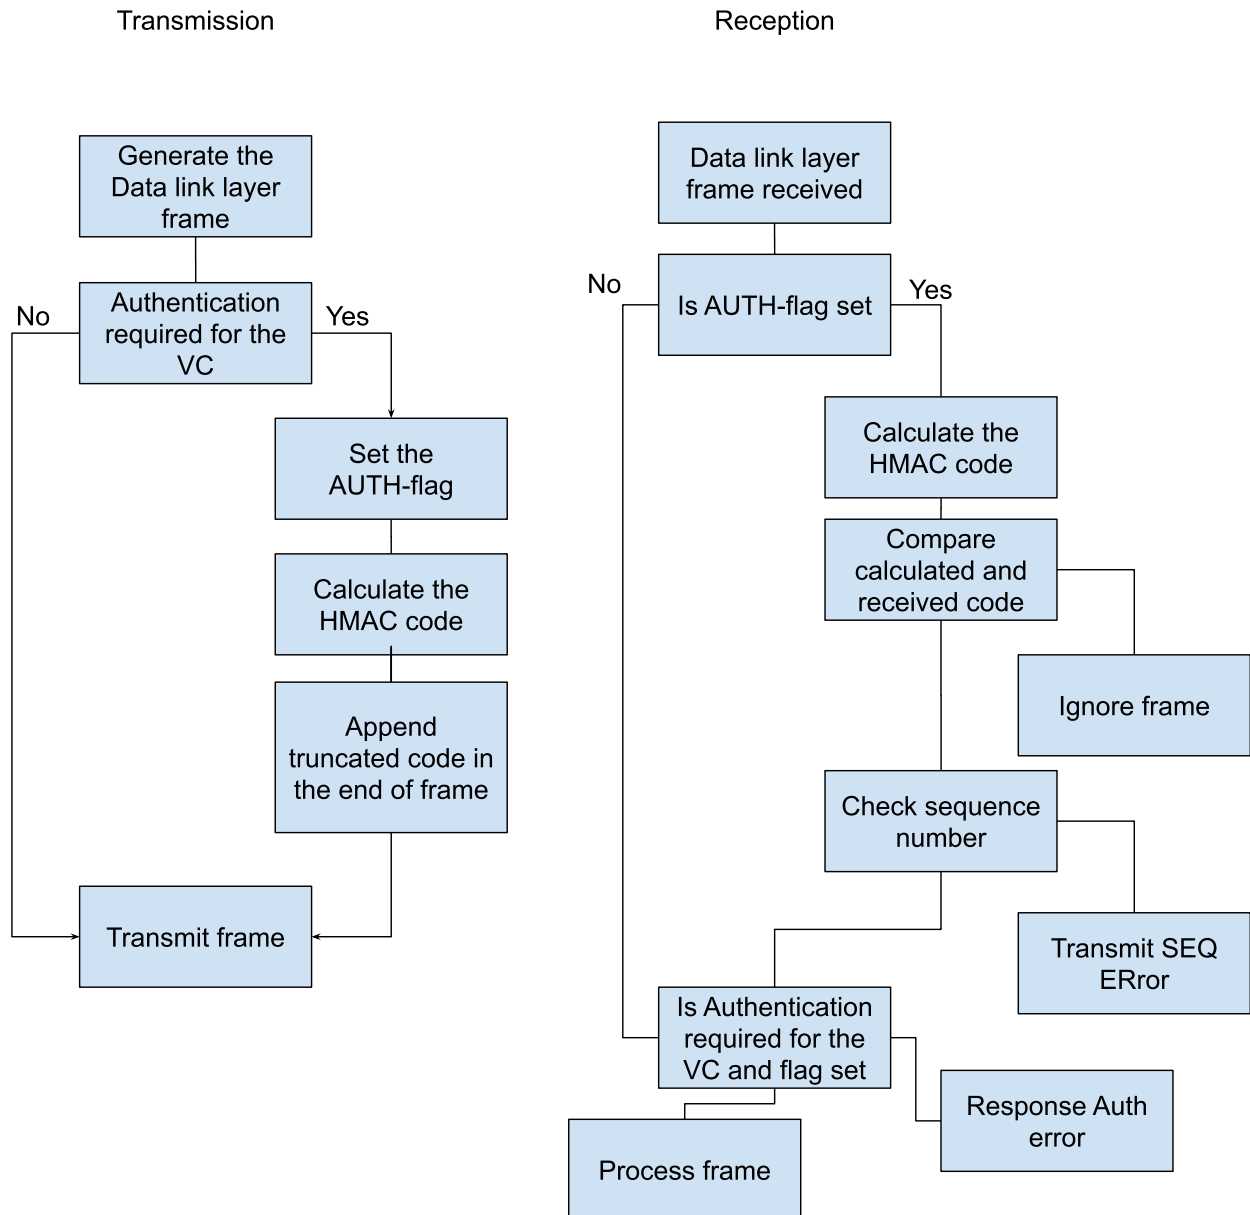 Transmission
Generate the
Data link layer
frame
Authentication
required for the
VC
No
Yes
Set the
AUTH-flag
Calculate the
HMAC code
Append
truncated code in
the end of frame
Transmit frame
Reception
Data link layer
frame received
Is AUTH-flag set
No
Yes
Calculate the
HMAC code
Compare
calculated and
received code
Ignore frame
Check sequence
number
Transmit SEQ
ERror
Is Authentication
required for the
VC and flag set
Response Auth
error
Process frame